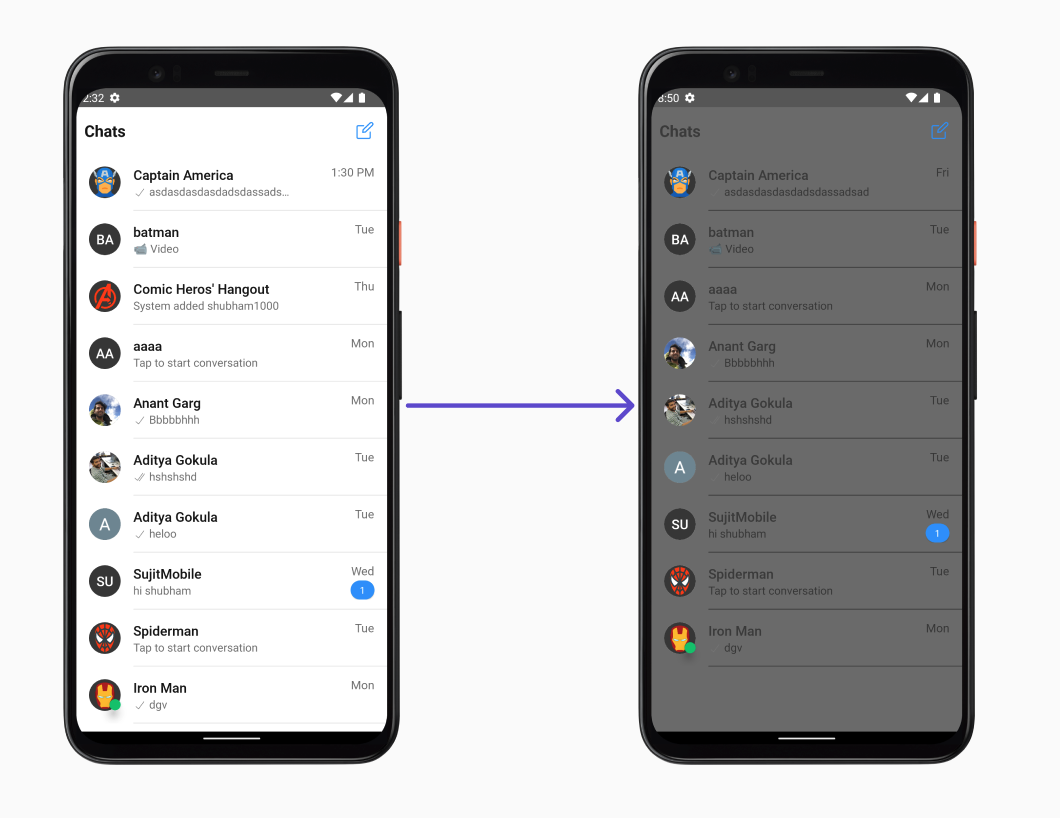 2:32
Chats
Captain America
1:30 PM
asdasdasdasdadsdassads...
BA
batman
Tue
Video
Comic Heros' Hangout
Thu
System added shubham1000
AA
aaaa
Mon
Tap to start conversation
Anant Garg
Mon
Bbbbbhhh
Aditya Gokula
Tue
hshshshd
A
Aditya Gokula
Tue
heloo
SU
SujitMobile
Wed
hi shubham
1
Spiderman
Tue
Tap to start conversation
Iron Man
Mon
dgv
8:50
Chats
Captain America
Fri
asdasdasdasdadsdassadsad
BA
batman
Tue
Video
AA
aaaa
Mon
Tap to start conversation
Anant Garg
Mon
Bbbbbhhh
Aditya Gokula
Tue
hshshshd
A
Aditya Gokula
Tue
heloo
SU
SujitMobile
Wed
hi shubham
1
Spiderman
Tue
Tap to start conversation
Iron Man
Mon
dgv